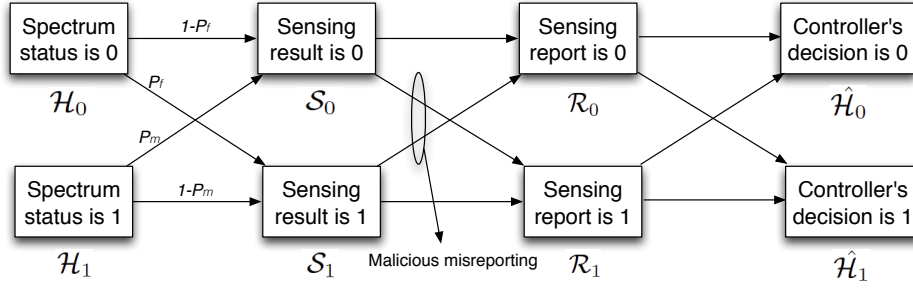 Spectrum
status is 0
1-Pf
Sensing
result is 0
Sensing
report is 0
Controller's
decision is 0
ℋ₀
Pf
𝒮₀
ℛ₀
ℋ̂₀
Pm
Spectrum
status is 1
1-Pm
Sensing
result is 1
Sensing
report is 1
Controller's
decision is 1
ℋ₁
𝒮₁
Malicious misreporting
ℛ₁
ℋ̂₁